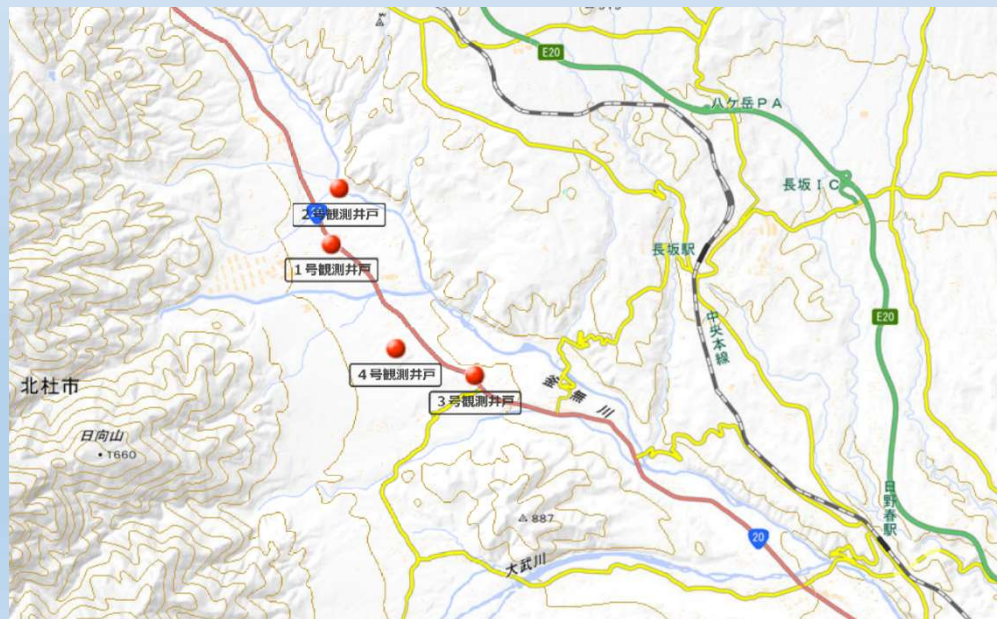 E20
八ケ岳PA
長坂IC
2号観測井戸
1号観測井戸
長坂駅
E20
中央本線
4号観測井戸
3号観測井戸
北杜市
釜無川
日向山
・1660
日野春駅
△887
20
大武川